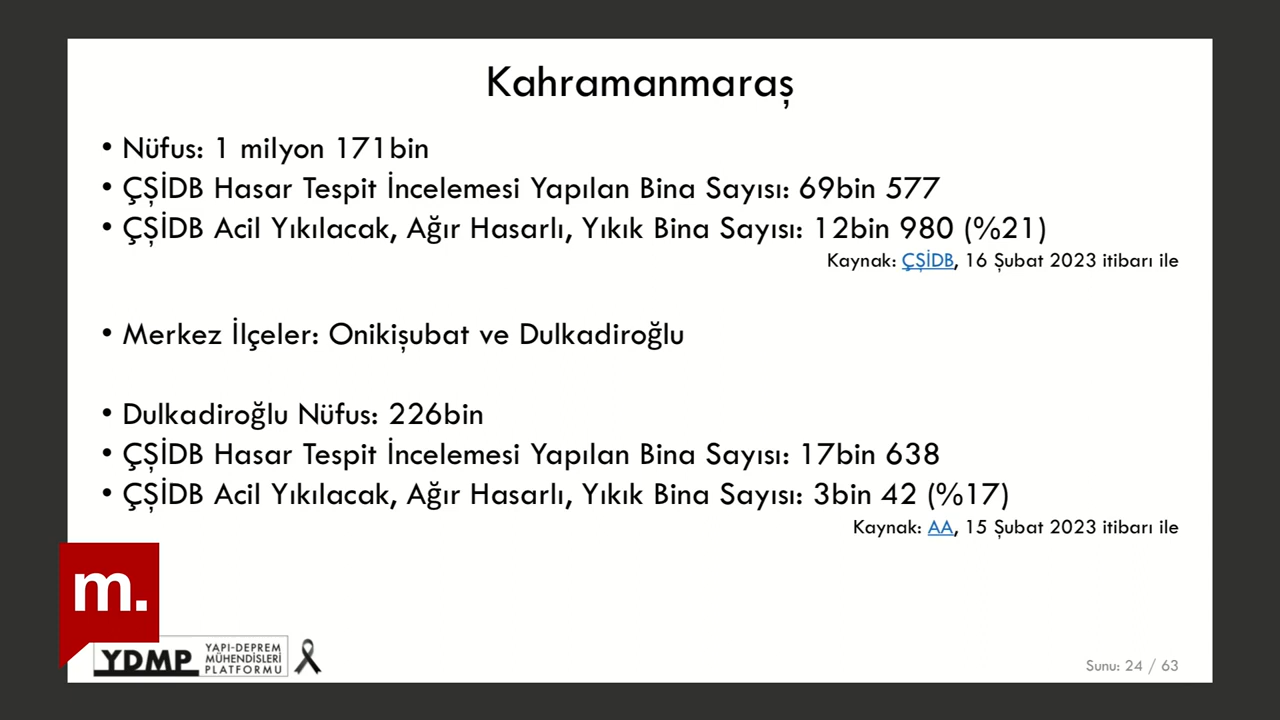 Kahramanmaraş
• Nüfus: 1 milyon 171bin
• ÇŞİDB Hasar Tespit İncelemesi Yapılan Bina Sayısı: 69bin 577
• ÇŞİDB Acil Yıkılacak, Ağır Hasarlı, Yıkık Bina Sayısı: 12bin 980 (%21)
Kaynak: ÇŞİDB, 16 Şubat 2023 itibarı ile
• Merkez İlçeler: Onikişubat ve Dulkadiroğlu
• Dulkadiroğlu Nüfus: 226bin
• ÇŞİDB Hasar Tespit İncelemesi Yapılan Bina Sayısı: 17bin 638
• ÇŞİDB Acil Yıkılacak, Ağır Hasarlı, Yıkık Bina Sayısı: 3bin 42 (%17)
Kaynak: AA, 15 Şubat 2023 itibarı ile
m.
YDMP
YAPI-DEPREM
MÜHENDİSLERİ
PLATFORMU
Sunu: 24 / 63